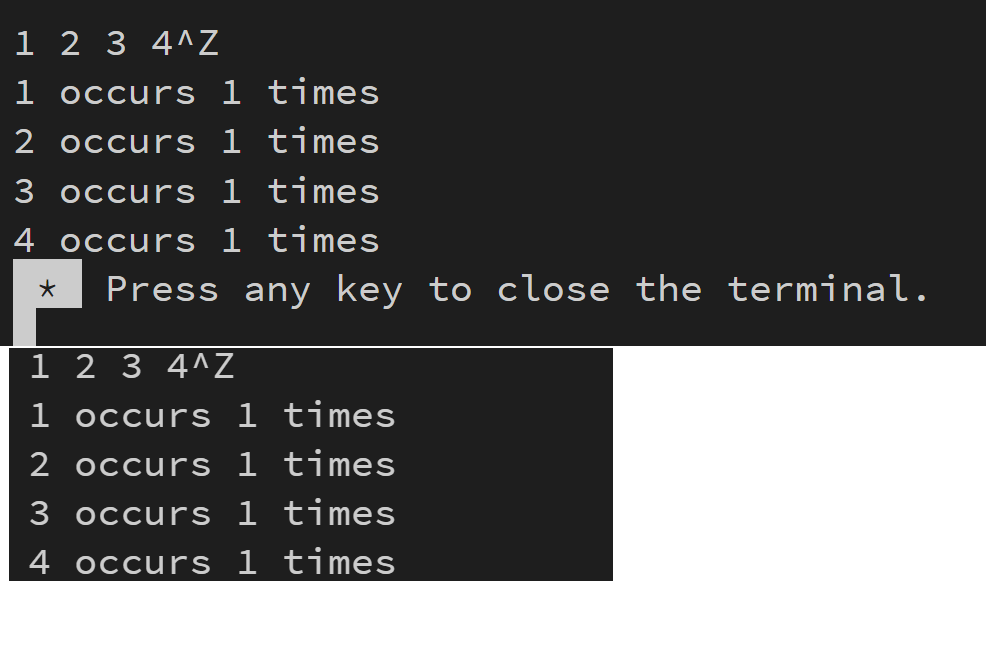 1 2 3 4^Z
1 occurs 1 times
2 occurs 1 times
3 occurs 1 times
4 occurs 1 times
* Press any key to close the terminal.
1 2 3 4^Z
1 occurs 1 times
2 occurs 1 times
3 occurs 1 times
4 occurs 1 times